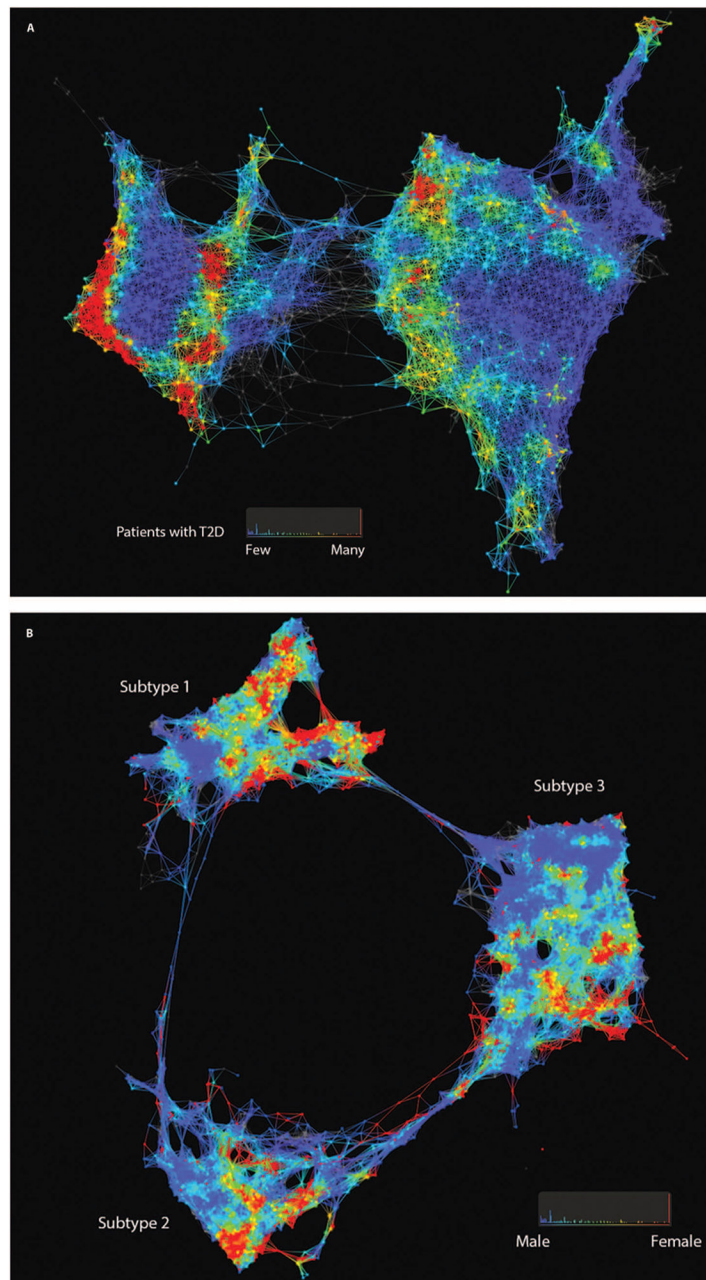 A
Patients with T2D
Few Many
B
Subtype 1
Subtype 3
Subtype 2
Male Female